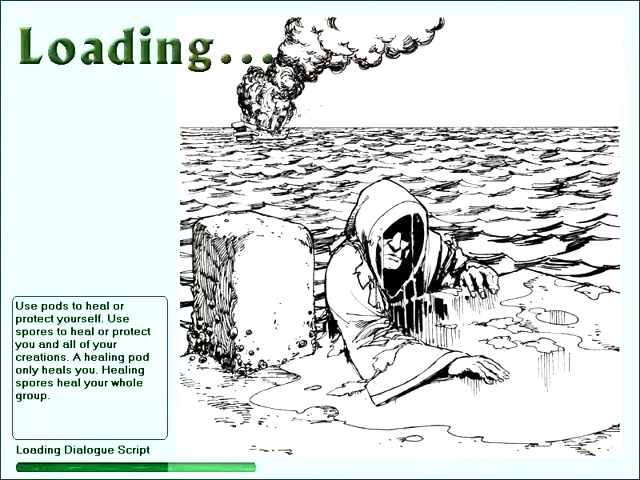 Loading...
Use pods to heal or
protect yourself. Use
spores to heal or protect
you and all of your
creations. A healing pod
only heals you. Healing
spores heal your whole
group.
Loading Dialogue Script